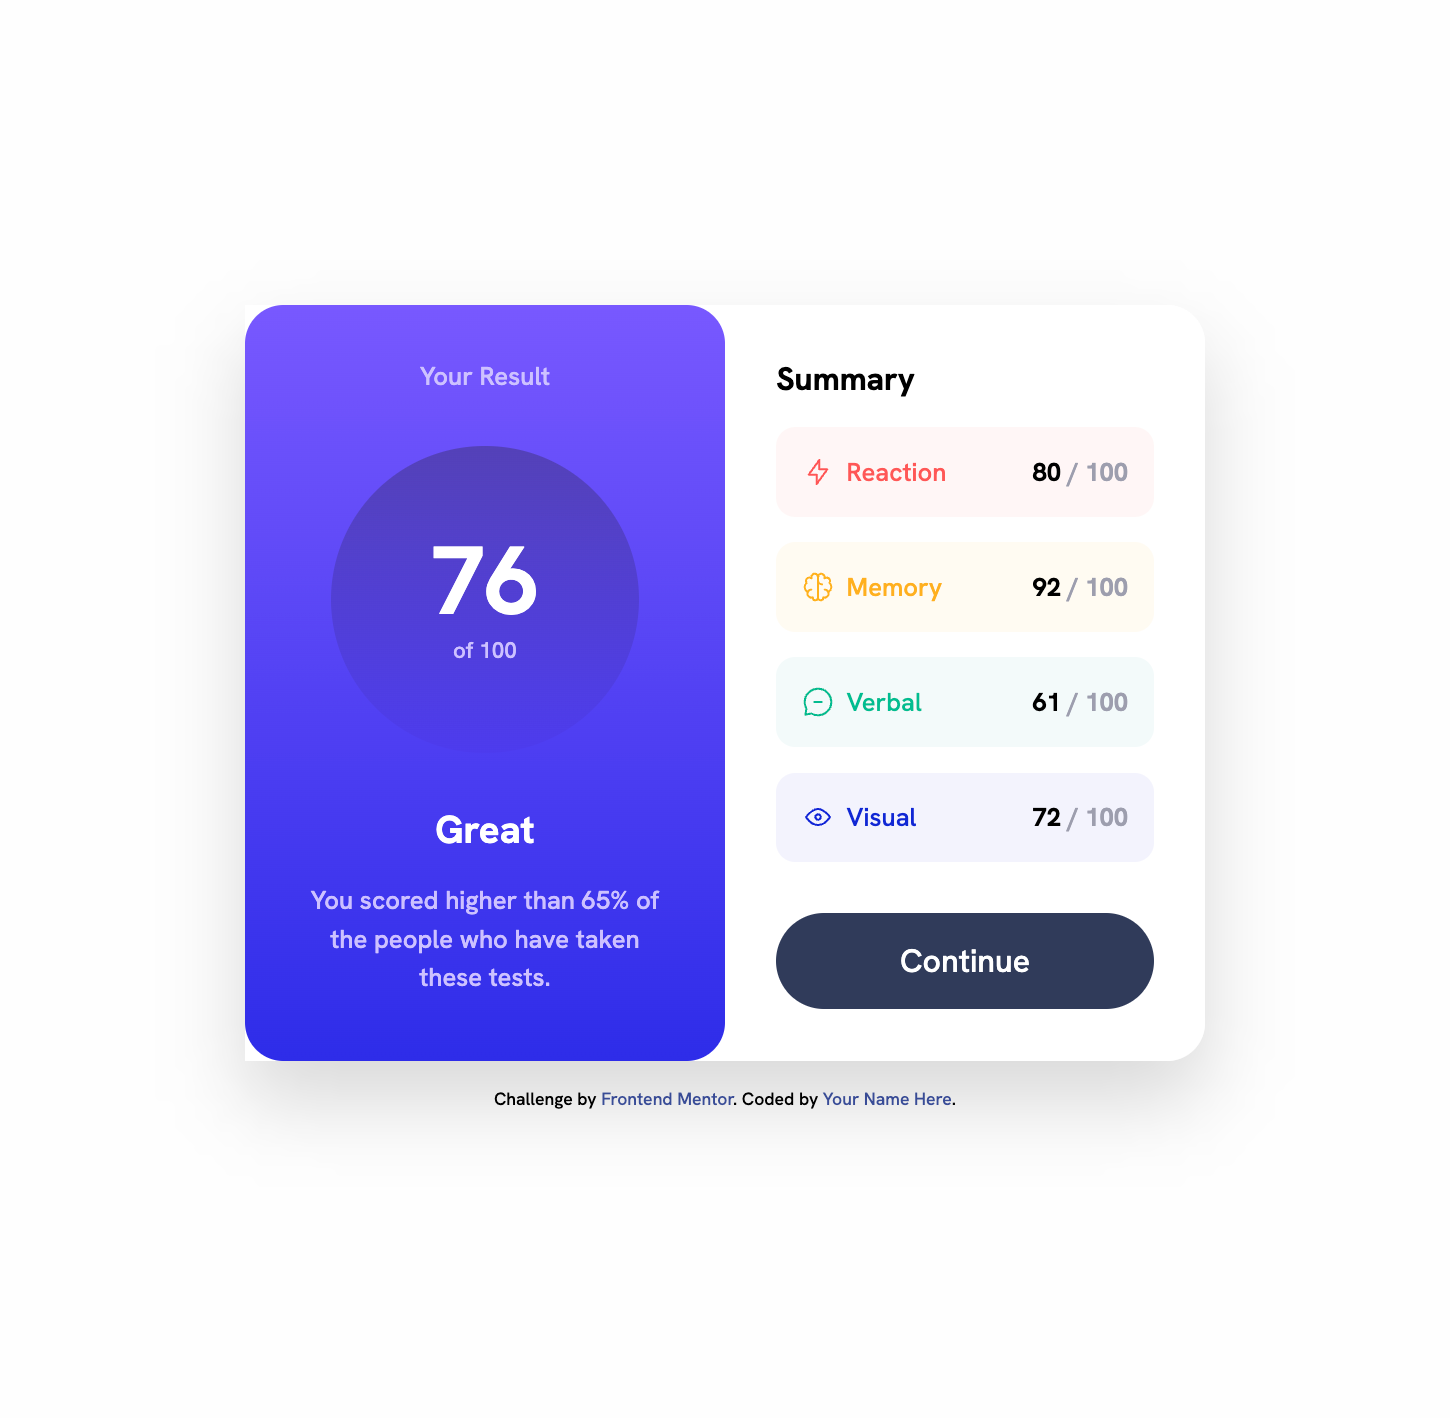 Your Result
76
of 100
Great
You scored higher than 65% of
the people who have taken
these tests.
Summary
Reaction 80 / 100
Memory 92 / 100
Verbal 61 / 100
Visual 72 / 100
Continue
Challenge by Frontend Mentor. Coded by Your Name Here.